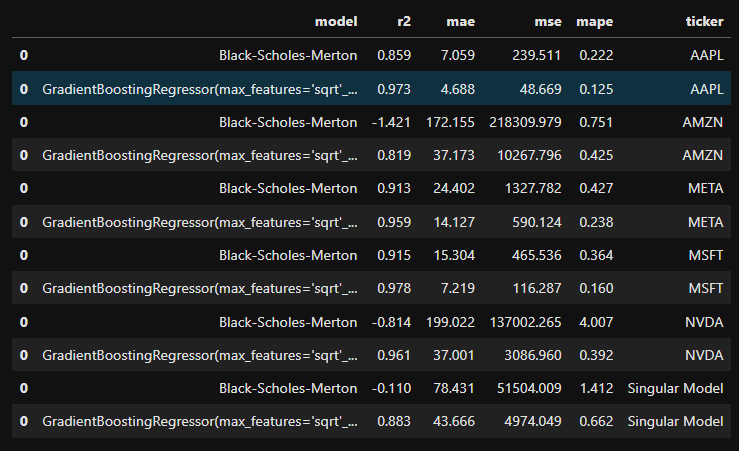 model r2 mae mse mape ticker
0 Black-Scholes-Merton 0.859 7.059 239.511 0.222 AAPL
0 GradientBoostingRegressor(max_features='sqrt'_... 0.973 4.688 48.669 0.125 AAPL
0 Black-Scholes-Merton -1.421 172.155 218309.979 0.751 AMZN
0 GradientBoostingRegressor(max_features='sqrt'_... 0.819 37.173 10267.796 0.425 AMZN
0 Black-Scholes-Merton 0.913 24.402 1327.782 0.427 META
0 GradientBoostingRegressor(max_features='sqrt'_... 0.959 14.127 590.124 0.238 META
0 Black-Scholes-Merton 0.915 15.304 465.536 0.364 MSFT
0 GradientBoostingRegressor(max_features='sqrt'_... 0.978 7.219 116.287 0.160 MSFT
0 Black-Scholes-Merton -0.814 199.022 137002.265 4.007 NVDA
0 GradientBoostingRegressor(max_features='sqrt'_... 0.961 37.001 3086.960 0.392 NVDA
0 Black-Scholes-Merton -0.110 78.431 51504.009 1.412 Singular Model
0 GradientBoostingRegressor(max_features='sqrt'_... 0.883 43.666 4974.049 0.662 Singular Model